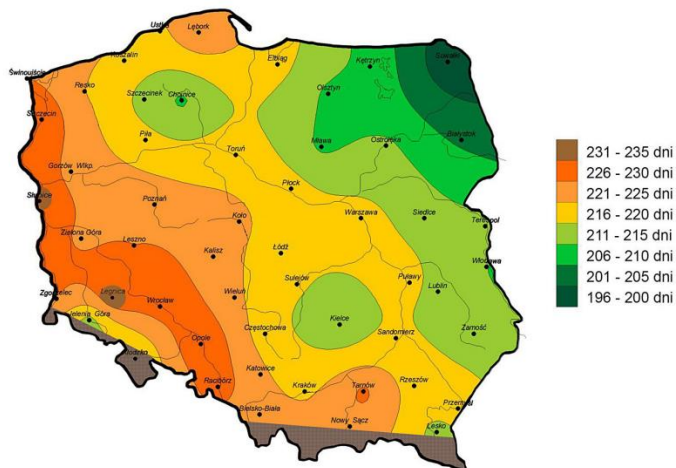 Ustka
Lębork
Koszalin
Elbląg
Kętrzyn
Suwałki
Świnoujście
Resko
Szczecinek
Chojnice
Olsztyn
Szczecin
Piła
Toruń
Mława
Ostrołęka
Białystok
Gorzów Wlkp.
Płock
Słubice
Poznań
Koło
Warszawa
Siedlce
Terespol
Zielona Góra
Leszno
Kalisz
Łódź
Włodawa
Zgorzelec
Legnica
Wrocław
Wieluń
Sulejów
Puławy
Lublin
Jelenia Góra
Kielce
Opole
Częstochowa
Sandomierz
Zamość
Kłodzko
Racibórz
Katowice
Kraków
Tarnów
Rzeszów
Bielsko-Biała
Nowy Sącz
Przemyśl
Lesko
231 - 235 dni
226 - 230 dni
221 - 225 dni
216 - 220 dni
211 - 215 dni
206 - 210 dni
201 - 205 dni
196 - 200 dni